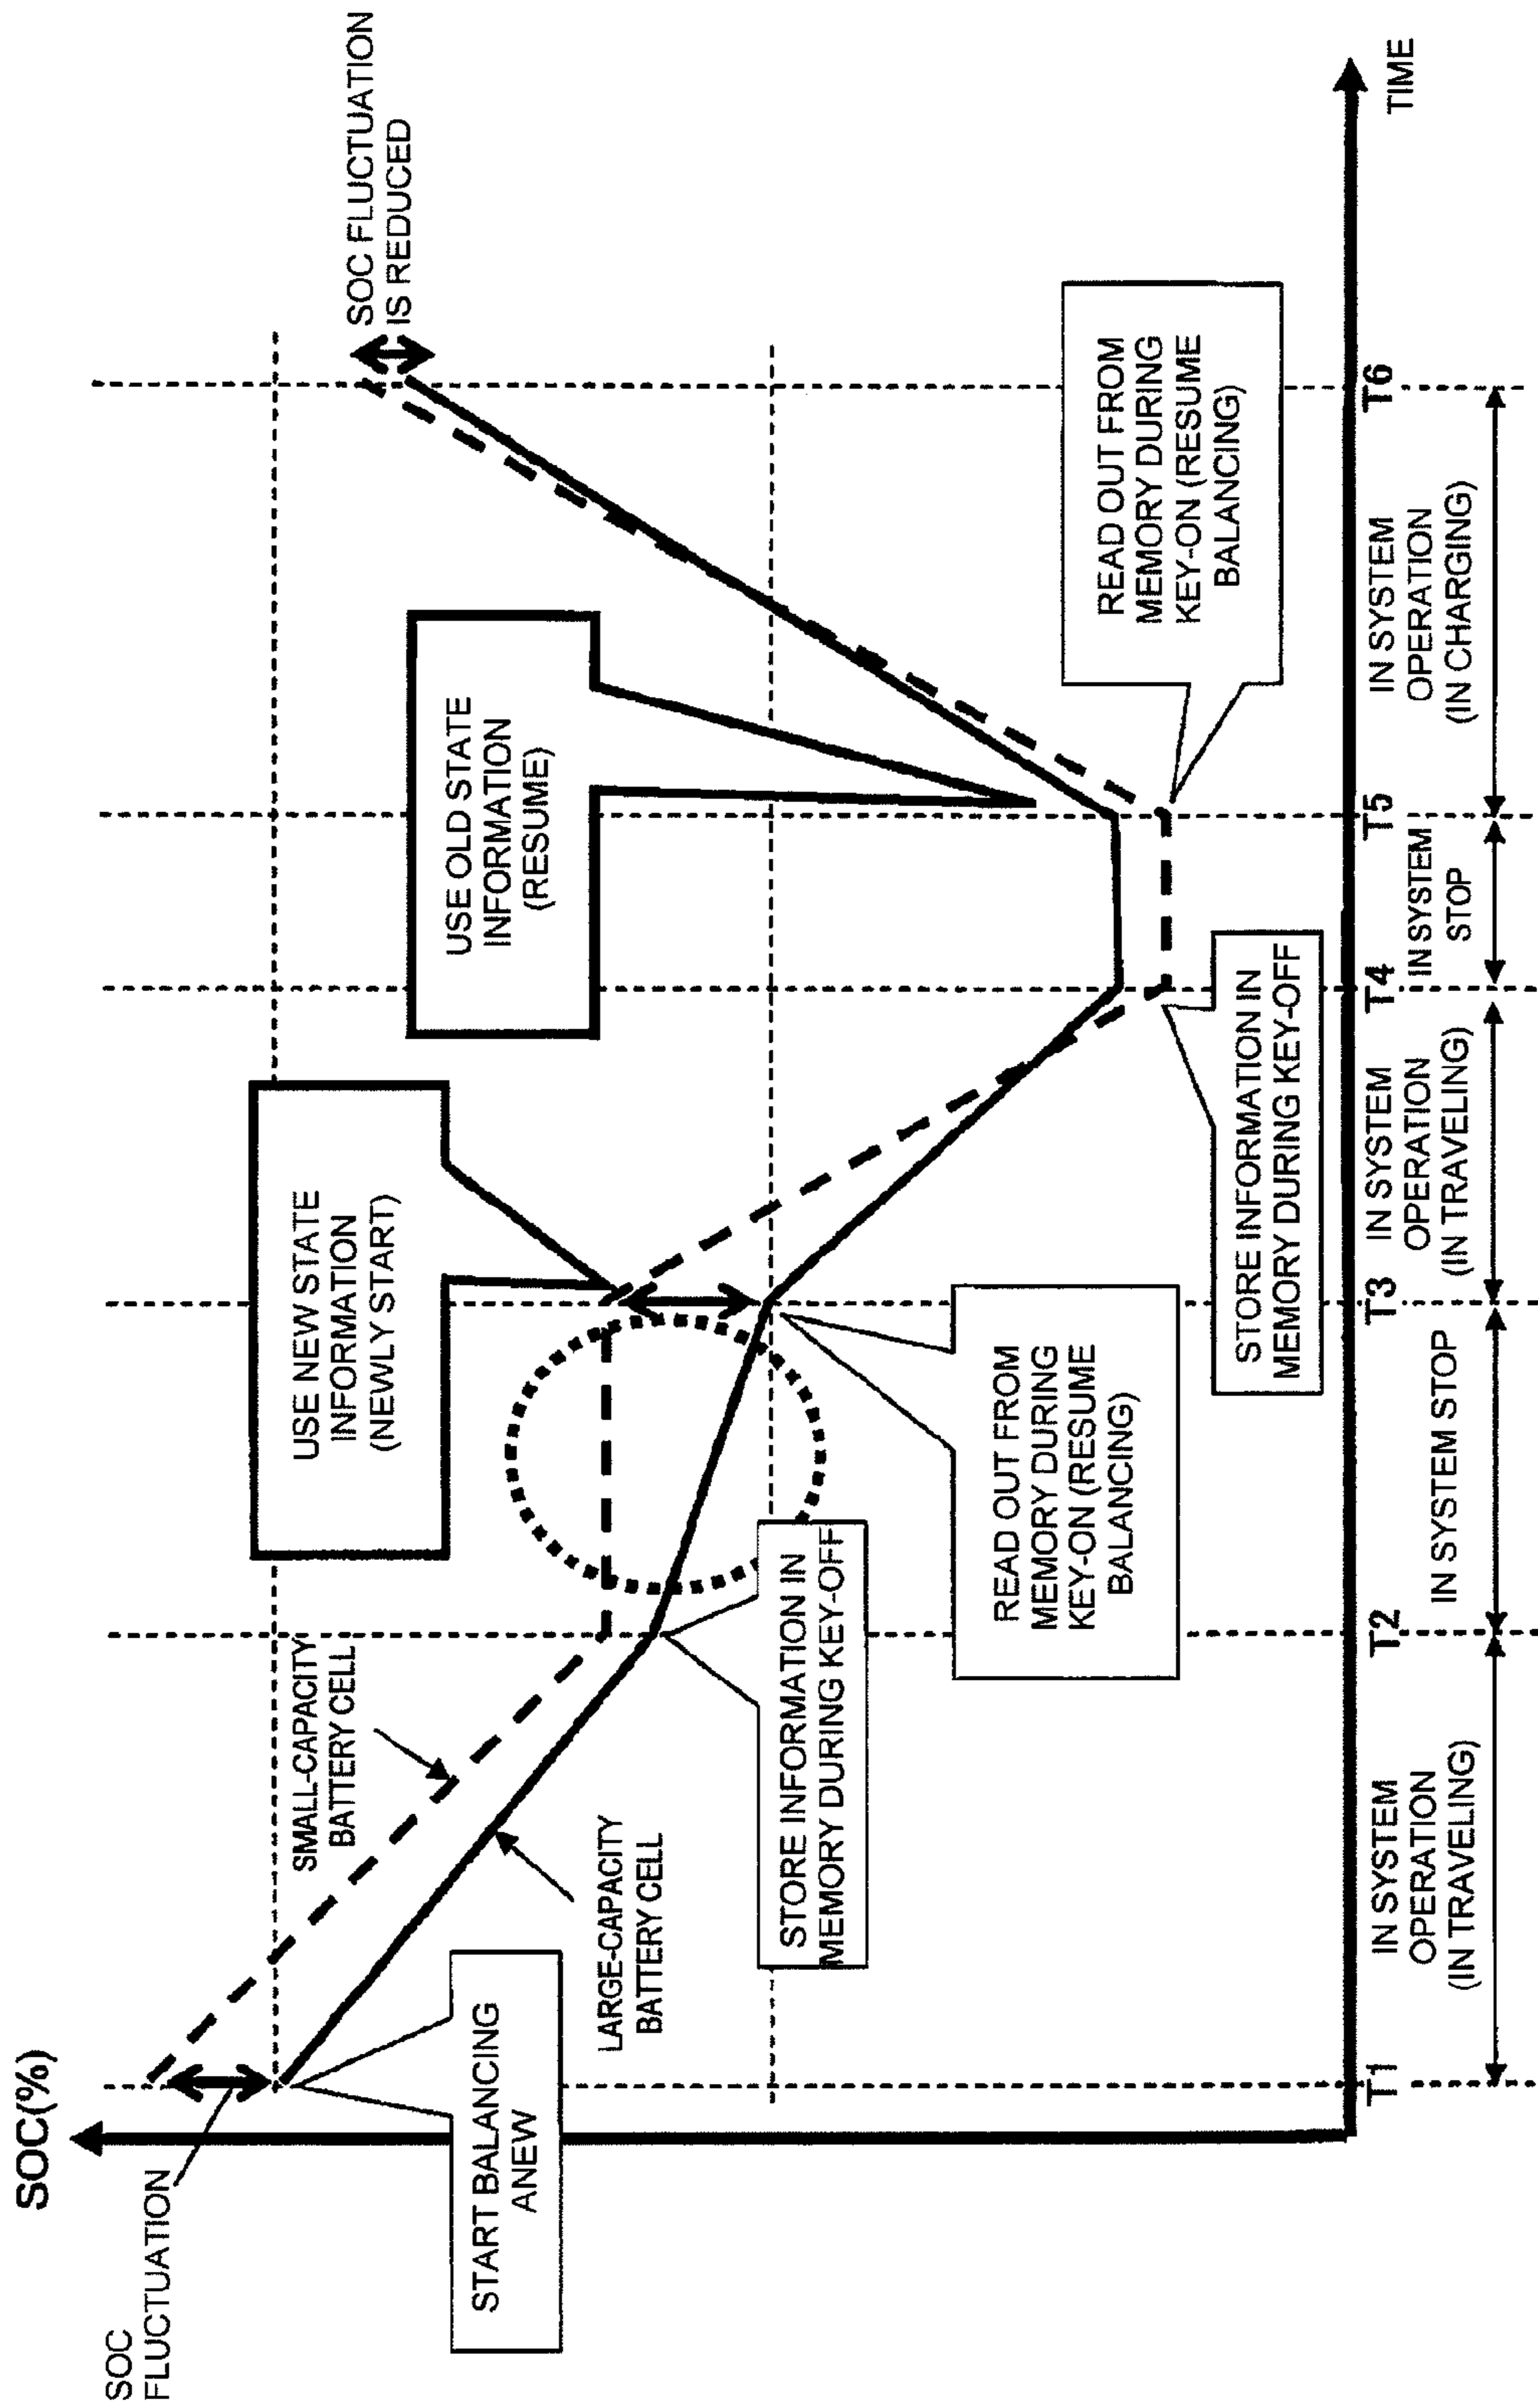 SOC(%)
SOC
FLUCTUATION
START BALANCING
ANEW
SMALL-CAPACITY
BATTERY CELL
LARGE-CAPACITY
BATTERY CELL
STORE INFORMATION IN
MEMORY DURING KEY-OFF
USE NEW STATE
INFORMATION
(NEWLY START)
READ OUT FROM
MEMORY DURING
KEY-ON (RESUME
BALANCING)
STORE INFORMATION IN
MEMORY DURING KEY-OFF
USE OLD STATE
INFORMATION
(RESUME)
READ OUT FROM
MEMORY DURING
KEY-ON (RESUME
BALANCING)
SOC FLUCTUATION
IS REDUCED
TIME
T1
T2
T3
T4
T5
T6
IN SYSTEM
OPERATION
(IN TRAVELING)
IN SYSTEM STOP
IN SYSTEM
OPERATION
(IN TRAVELING)
IN SYSTEM
STOP
IN SYSTEM
OPERATION
(IN CHARGING)